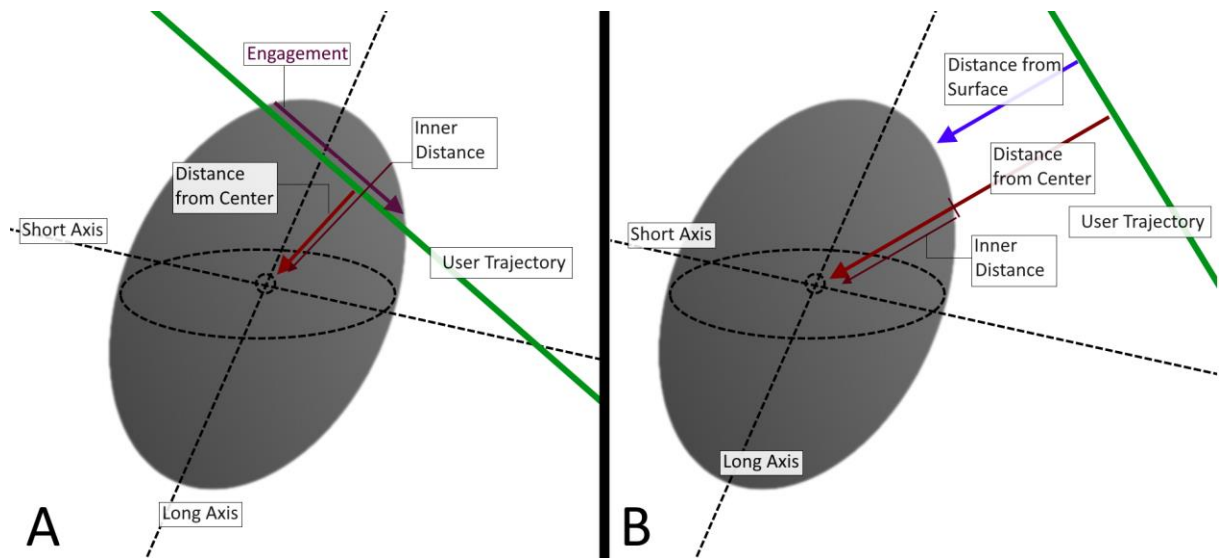 Engagement
Inner
Distance
Distance
from Center
Short Axis
User Trajectory
Long Axis
A
Distance from
Surface
Distance
from Center
User Trajectory
Short Axis
Inner
Distance
Long Axis
B